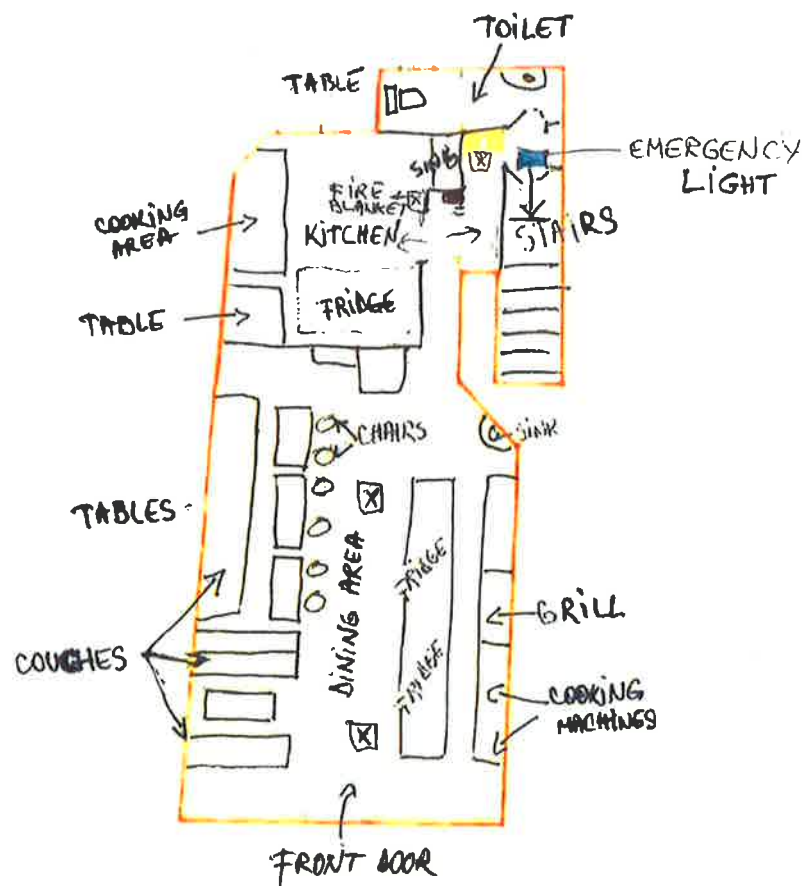 TOILET
TABLE
EMERGENCY
LIGHT
SINK
FIRE
BLANKET
COOKING
AREA
KITCHEN
STAIRS
FRIDGE
TABLE
CHAIRS
SINK
TABLES
DINING AREA
FRIDGE
FRIDGE
GRILL
COUCHES
COOKING
MACHINES
FRONT DOOR